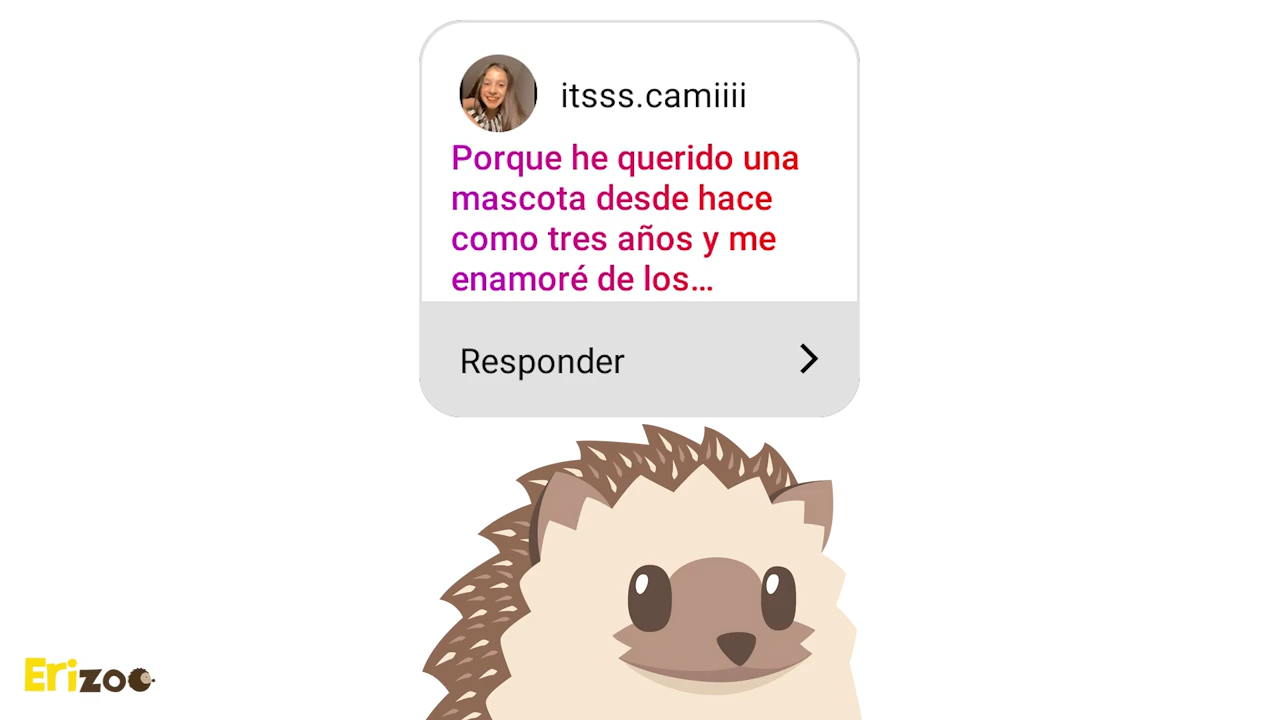 itsss.camiiii
Porque he querido una
mascota desde hace
como tres años y me
enamoré de los…
Responder
Erizoo